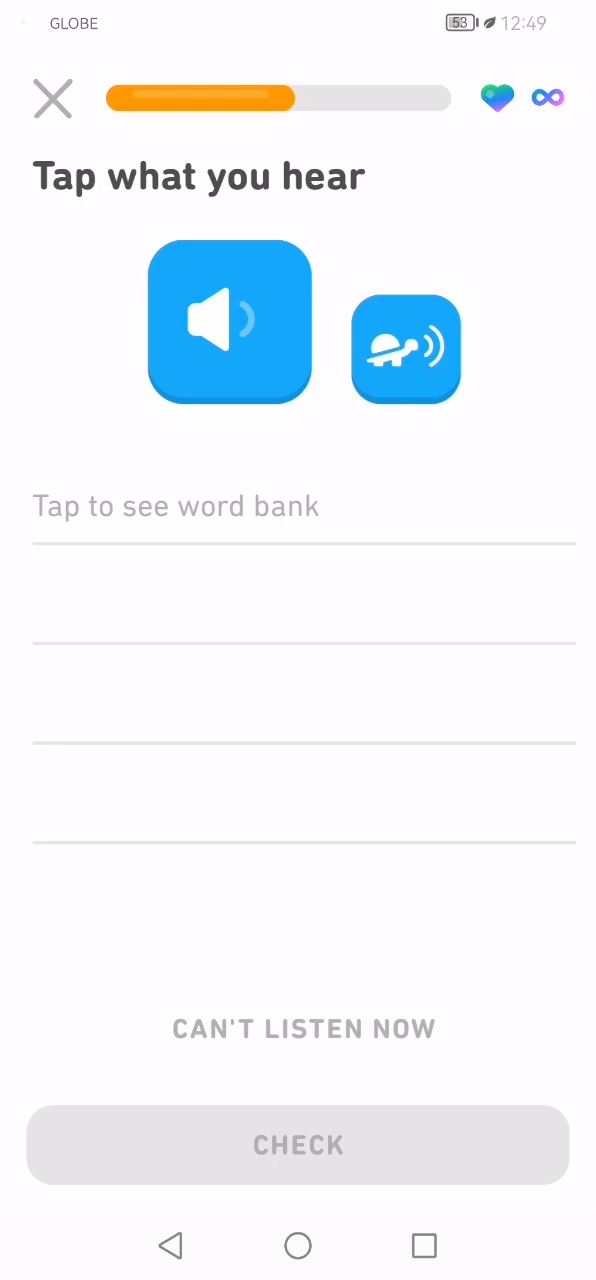 GLOBE 53 12:49
Tap what you hear
Tap to see word bank
CAN'T LISTEN NOW
CHECK